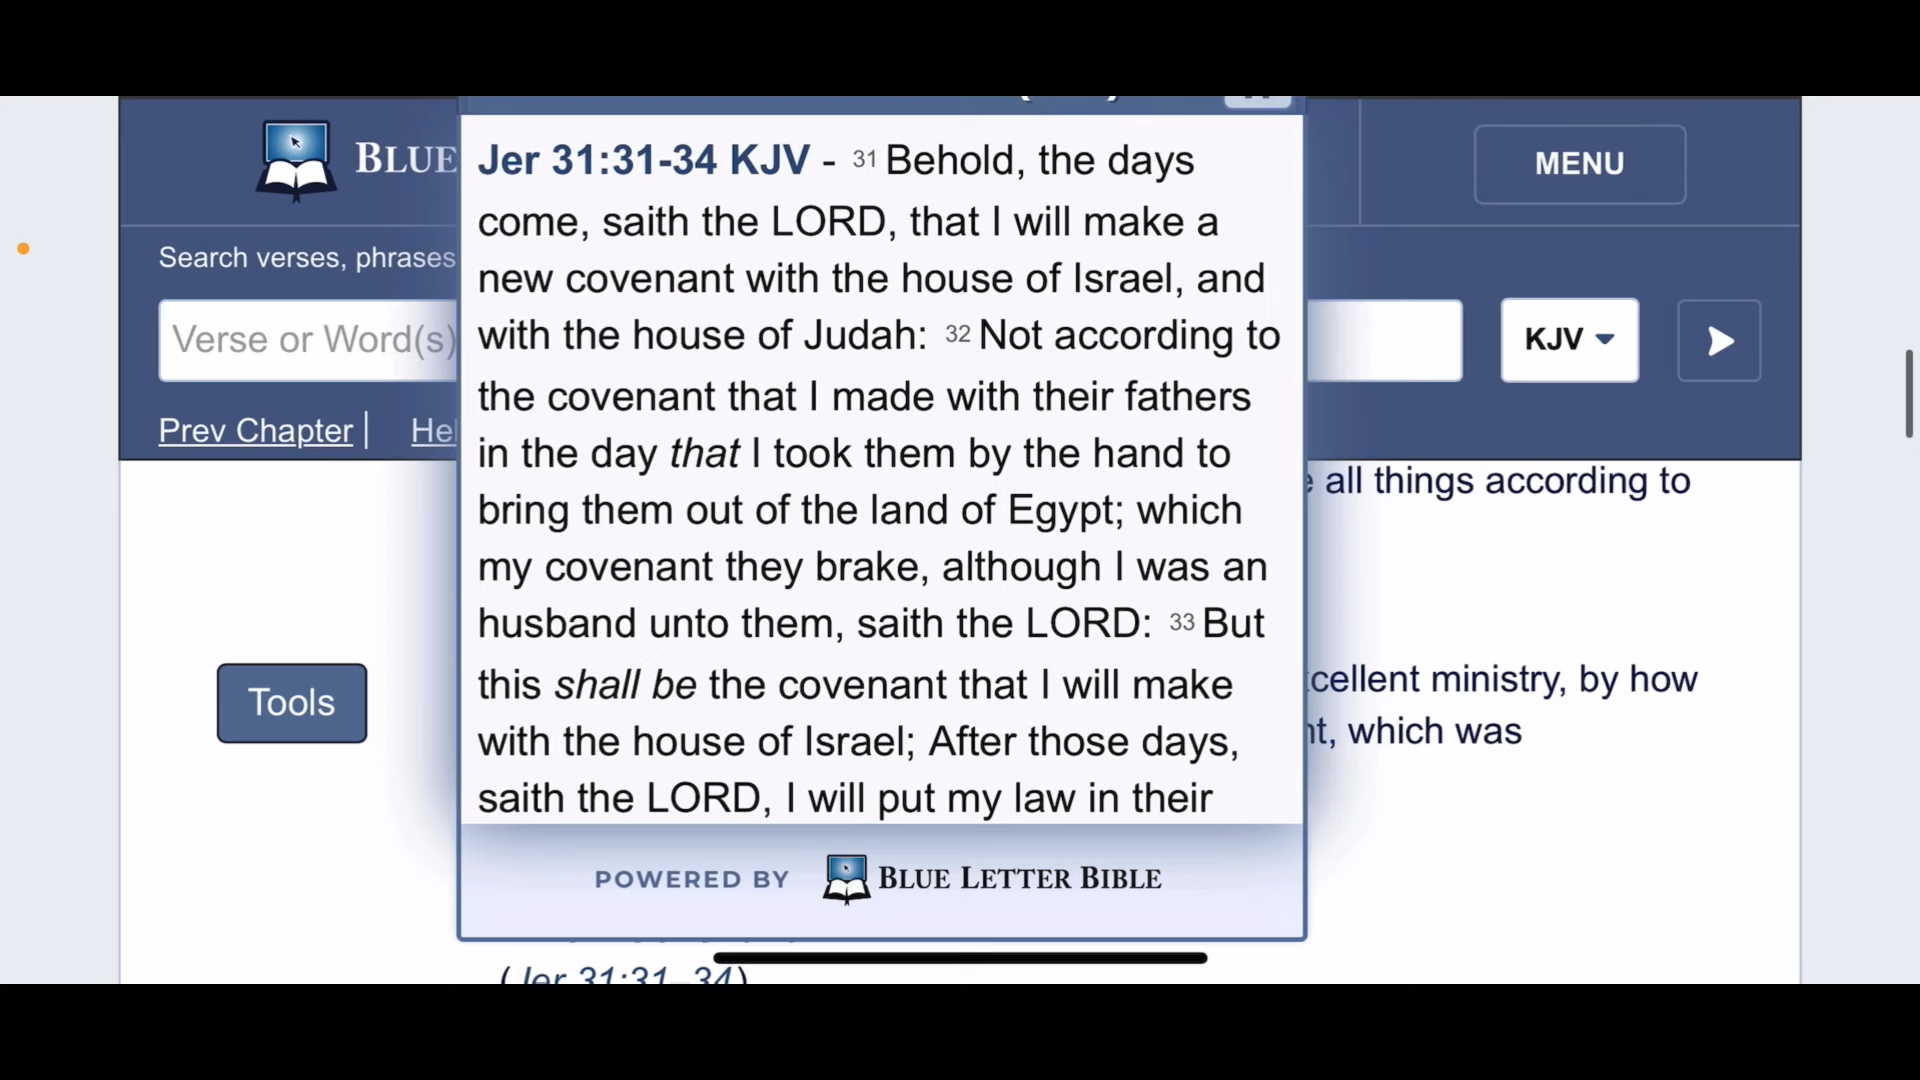 BLUE
MENU
Search verses, phrases
Verse or Word(s)
KJV
Prev Chapter
Jer 31:31-34 KJV - 31 Behold, the days
come, saith the LORD, that I will make a
new covenant with the house of Israel, and
with the house of Judah: 32 Not according to
the covenant that I made with their fathers
in the day that I took them by the hand to
bring them out of the land of Egypt; which
my covenant they brake, although I was an
husband unto them, saith the LORD: 33 But
this shall be the covenant that I will make
with the house of Israel; After those days,
saith the LORD, I will put my law in their
POWERED BY BLUE LETTER BIBLE
all things according to
Tools
ministry, by how
which was
(Jer 31:31-34)